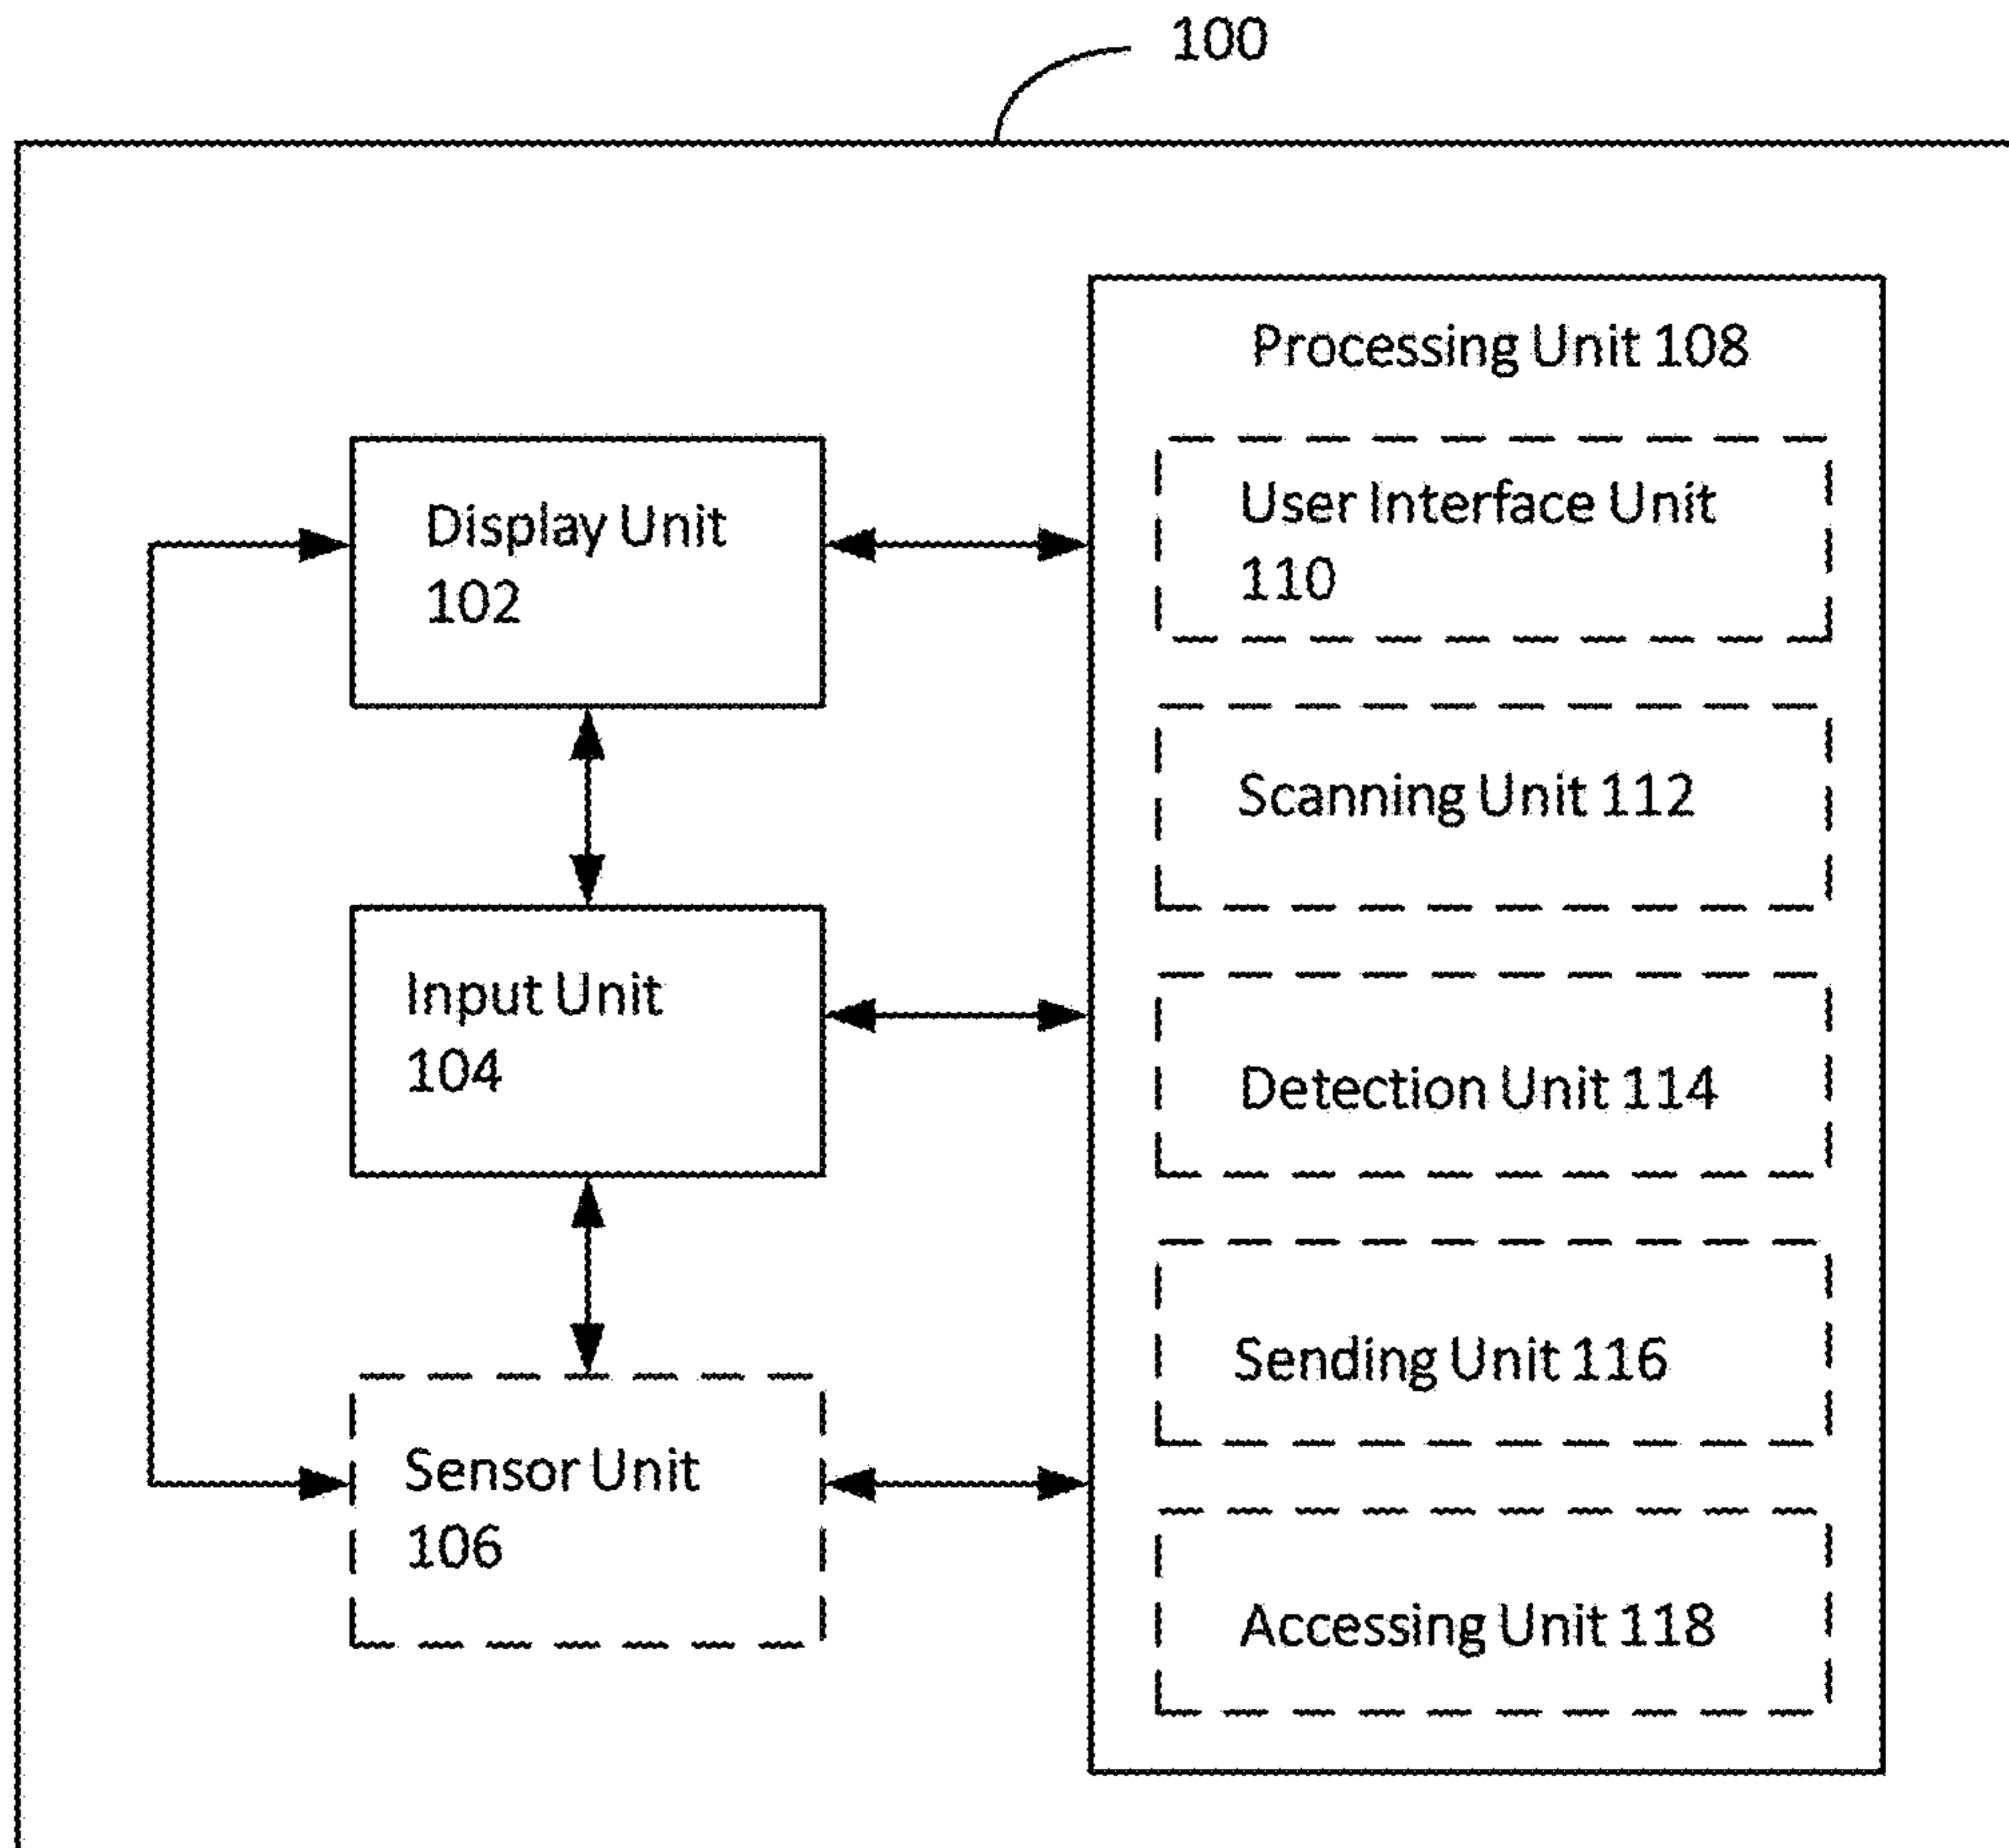 100
Processing Unit 108
Display Unit
102
User Interface Unit
110
Scanning Unit 112
Input Unit
104
Detection Unit 114
Sending Unit 116
Sensor Unit
106
Accessing Unit 118